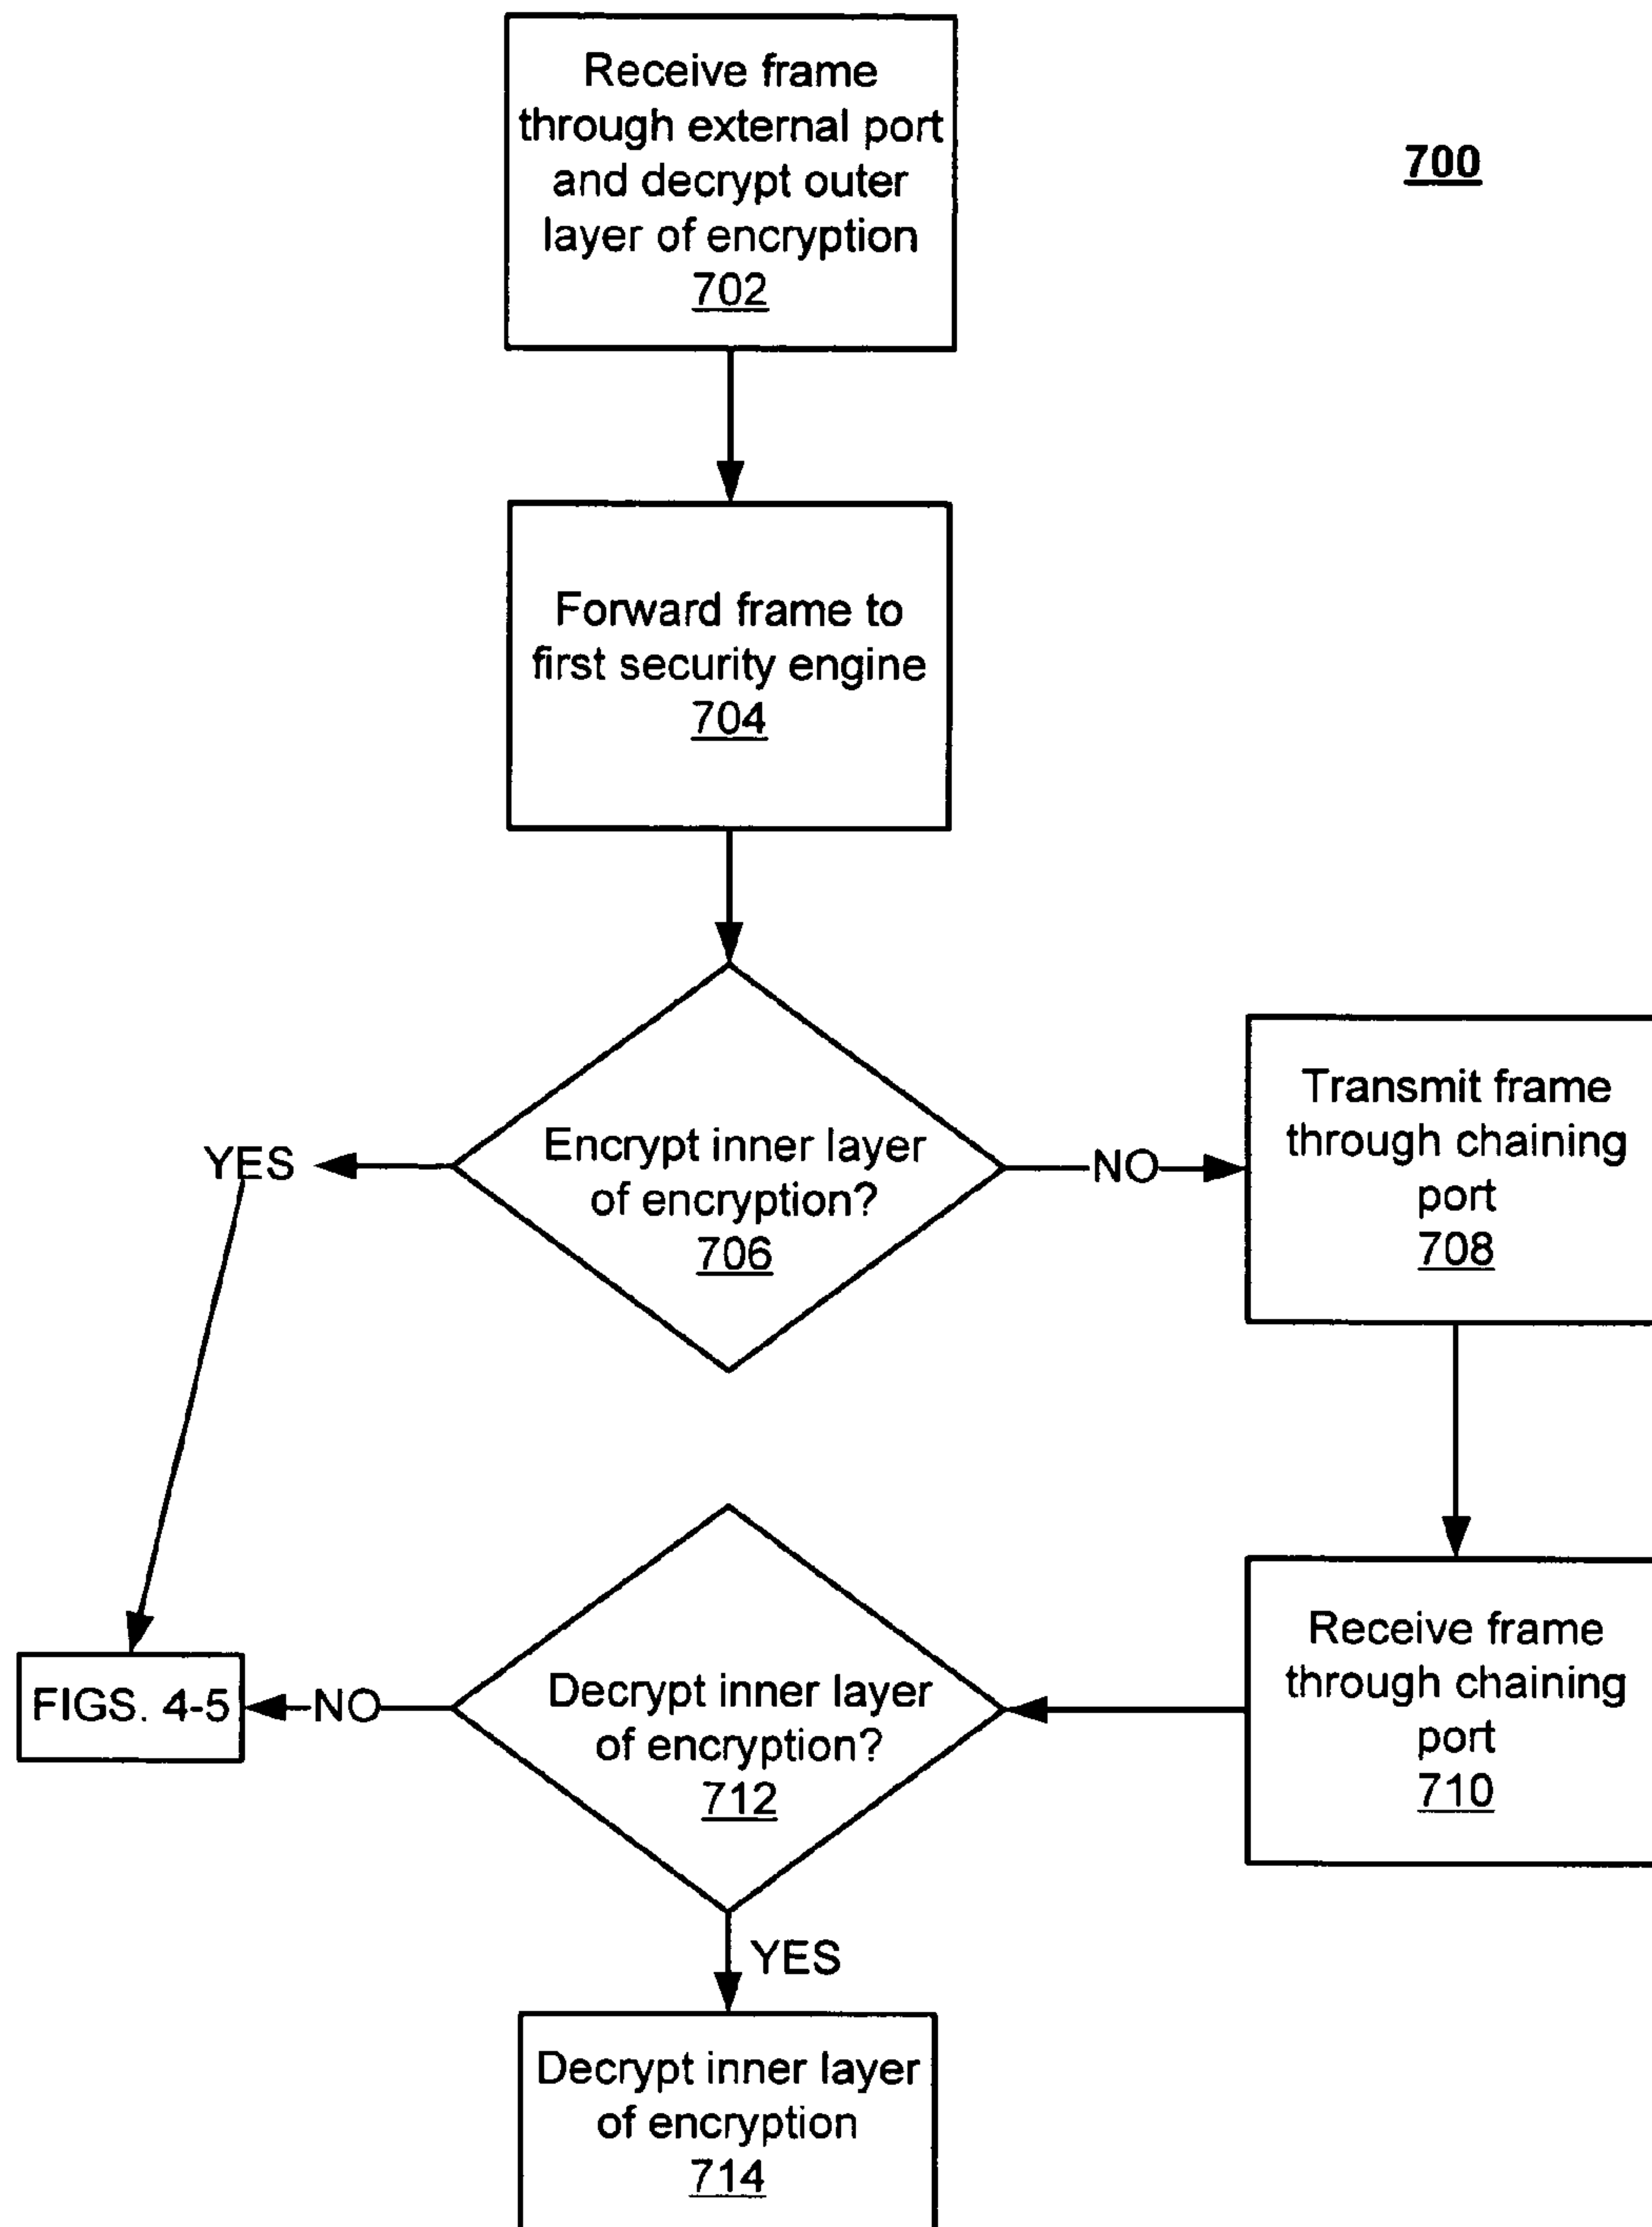 Receive frame
through external port
and decrypt outer
layer of encryption
702
700
Forward frame to
first security engine
704
Encrypt inner layer
of encryption?
706
YES
NO
Transmit frame
through chaining
port
708
Receive frame
through chaining
port
710
Decrypt inner layer
of encryption?
712
NO
FIGS. 4-5
YES
Decrypt inner layer
of encryption
714